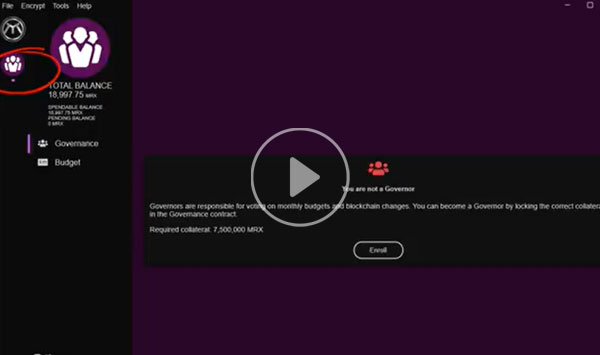 File Encrypt Tools Help
TOTAL BALANCE
18,997.75 MRX
SPENDABLE BALANCE
18,997.75 MRX
PENDING BALANCE
0 MRX
Governance
Budget
You are not a Governor
Governors are responsible for voting on monthly budgets and blockchain changes. You can become a Governor by locking the correct collatera
in the Governance contract.
Required collateral: 7,500,000 MRX
Enroll